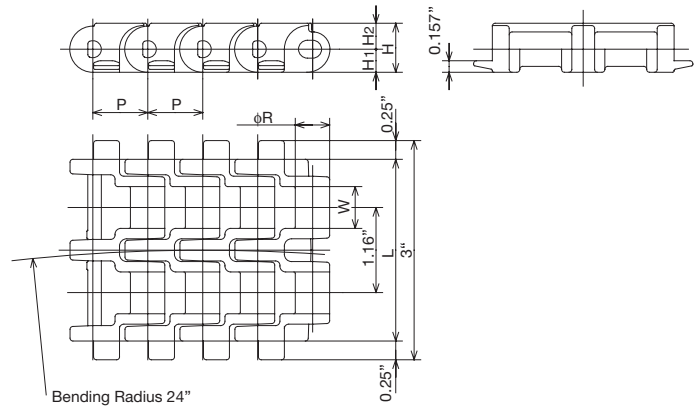 H1 H2
H
0.157"
P P
ϕR
0.25"
W
1.16"
L
3"
0.25"
Bending Radius 24"